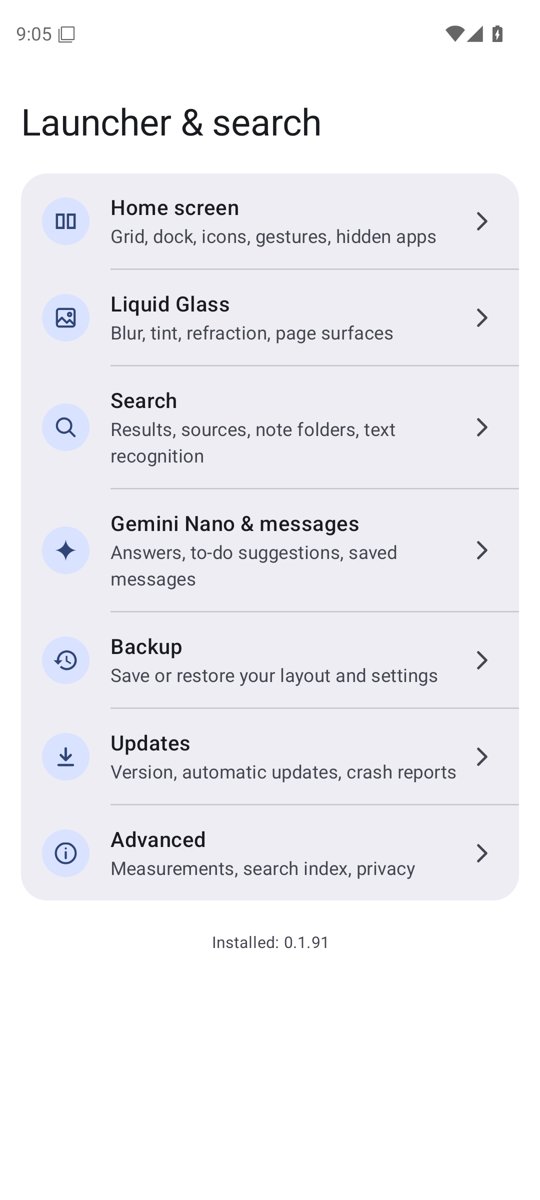 9:05
Launcher & search
Home screen
Grid, dock, icons, gestures, hidden apps
Liquid Glass
Blur, tint, refraction, page surfaces
Search
Results, sources, note folders, text
recognition
Gemini Nano & messages
Answers, to-do suggestions, saved
messages
Backup
Save or restore your layout and settings
Updates
Version, automatic updates, crash reports
Advanced
Measurements, search index, privacy
Installed: 0.1.91